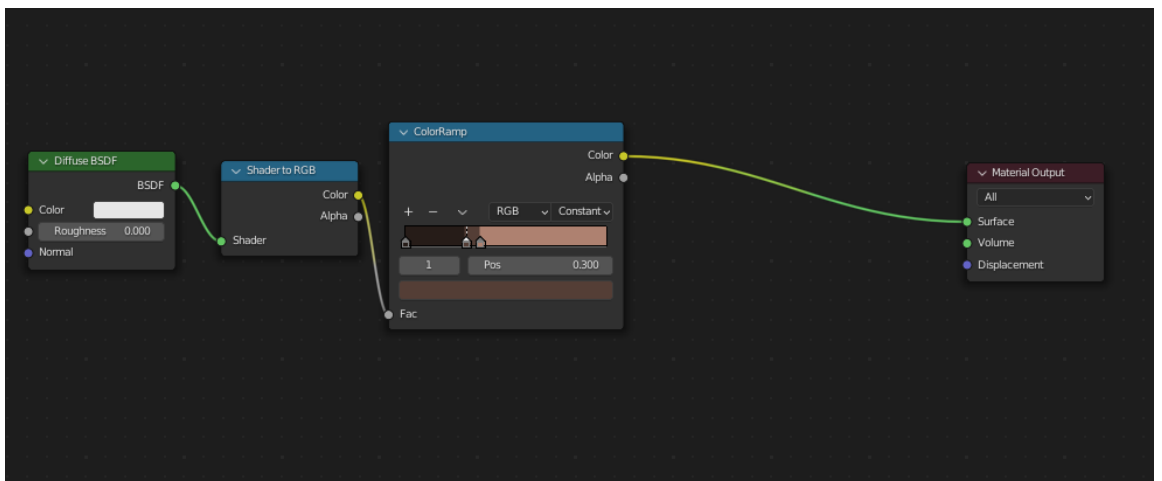 Diffuse BSDF
BSDF
Color
Roughness 0.000
Normal
Shader to RGB
Color
Alpha
Shader
ColorRamp
Color
Alpha
+ − RGB Constant
1 Pos 0.300
Fac
Material Output
All
Surface
Volume
Displacement